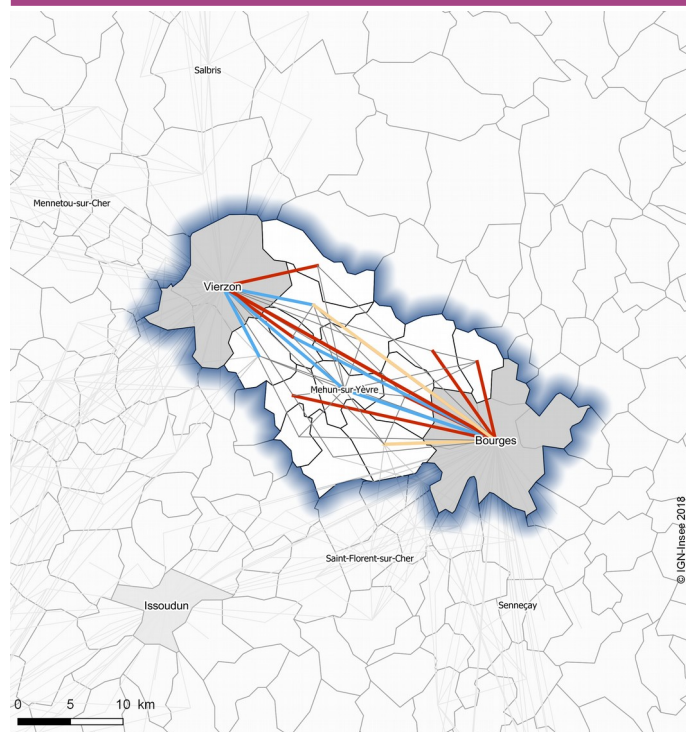 Salbris
Mennetou-sur-Cher
Vierzon
Mehun-sur-Yèvre
Bourges
© IGN-Insee 2018
Saint-Florent-sur-Cher
Issoudun
Senneçay
0 5 10 km